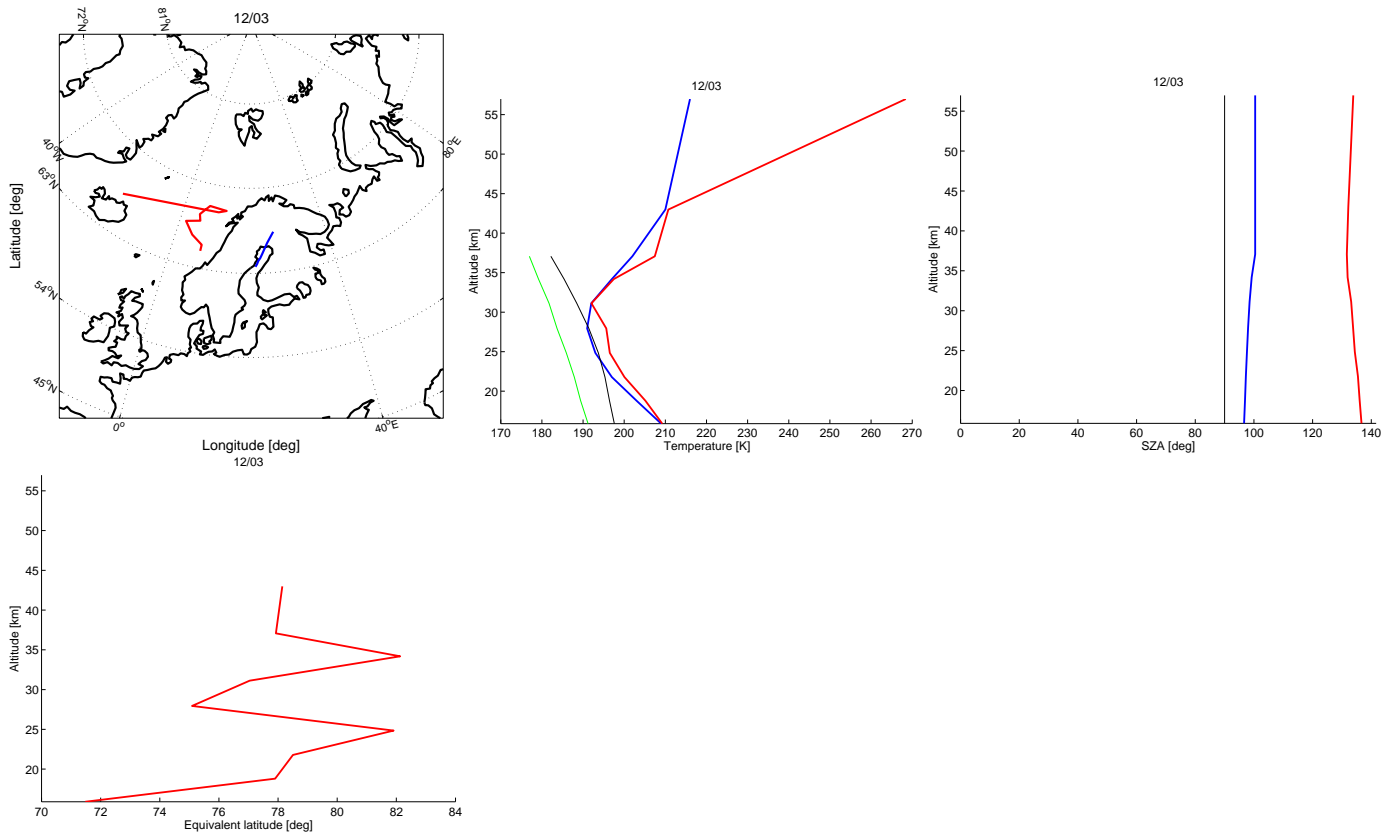 12/03
72°N
81°N
40°W
63°N
54°N
45°N
0°
40°E
80°E
Latitude [deg]
Longitude [deg]
12/03
55
50
45
40
35
30
25
20
170 180 190 200 210 220 230 240 250 260 270
Altitude [km]
Temperature [K]
12/03
55
50
45
40
35
30
25
20
0 20 40 60 80 100 120 140
Altitude [km]
SZA [deg]
12/03
55
50
45
40
35
30
25
20
70 72 74 76 78 80 82 84
Altitude [km]
Equivalent latitude [deg]